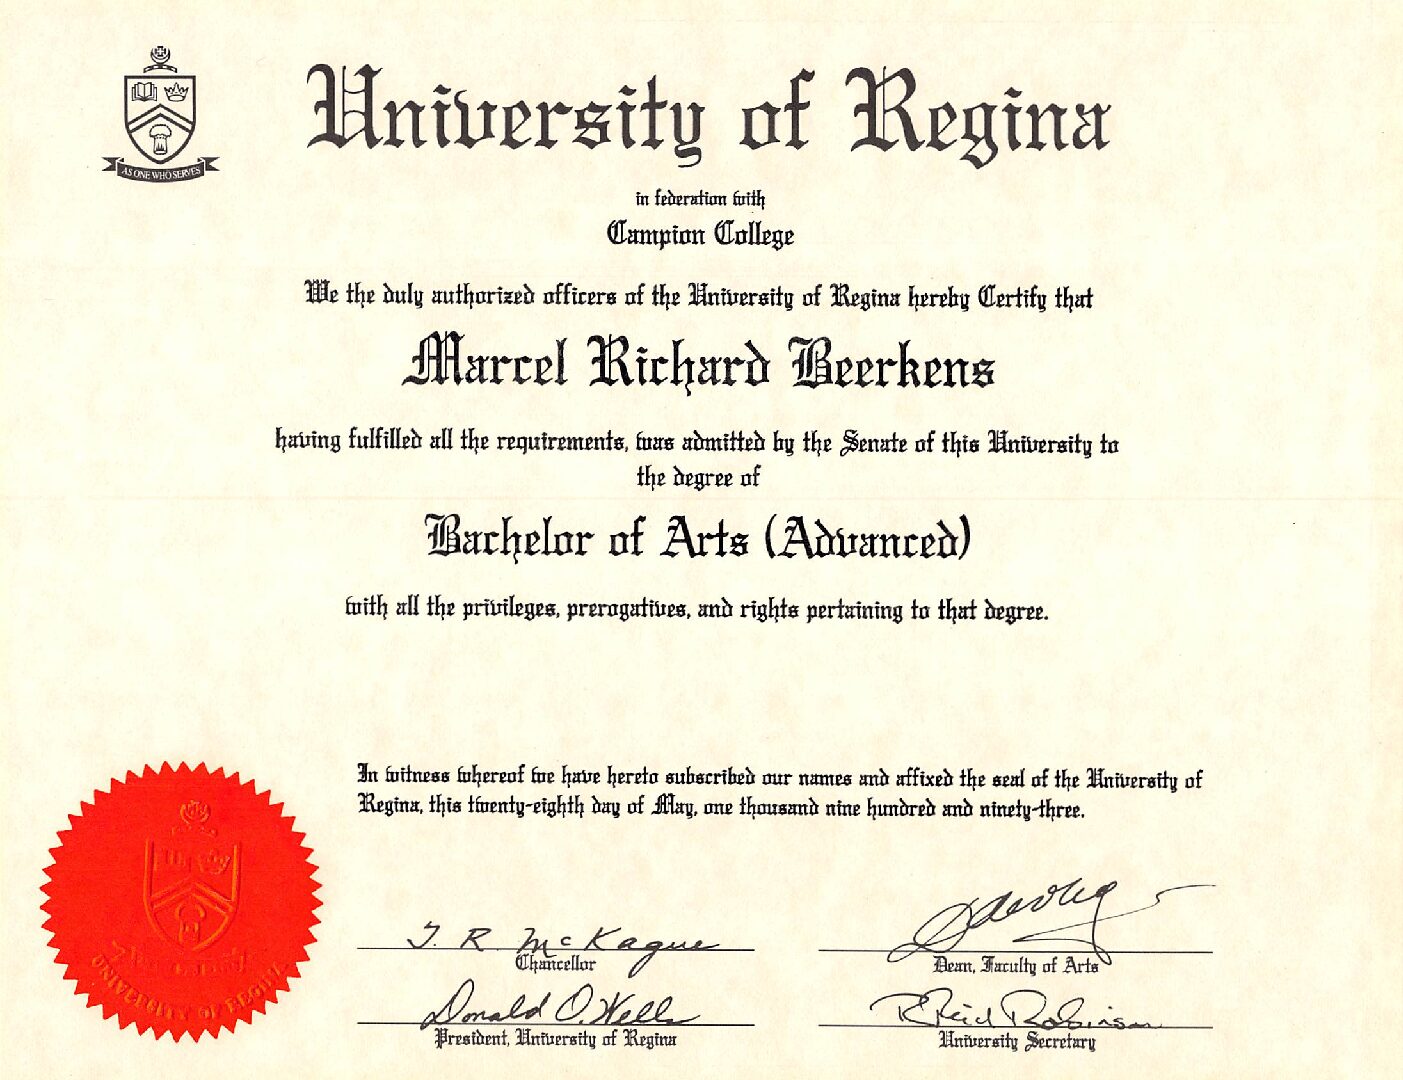 AS ONE WHO SERVES
University of Regina
in federation with
Campion College
We the duly authorized officers of the University of Regina hereby Certify that
Marcel Richard Beerkens
having fulfilled all the requirements, was admitted by the Senate of this University to
the degree of
Bachelor of Arts (Advanced)
with all the privileges, prerogatives, and rights pertaining to that degree.
In witness whereof we have hereto subscribed our names and affixed the seal of the University of
Regina, this twenty-eighth day of May, one thousand nine hundred and ninety-three.
UNIVERSITY OF REGINA
J. R. McKague
Chancellor
Dean, Faculty of Arts
Donald O. Wells
President, University of Regina
R Reid Robinson
University Secretary